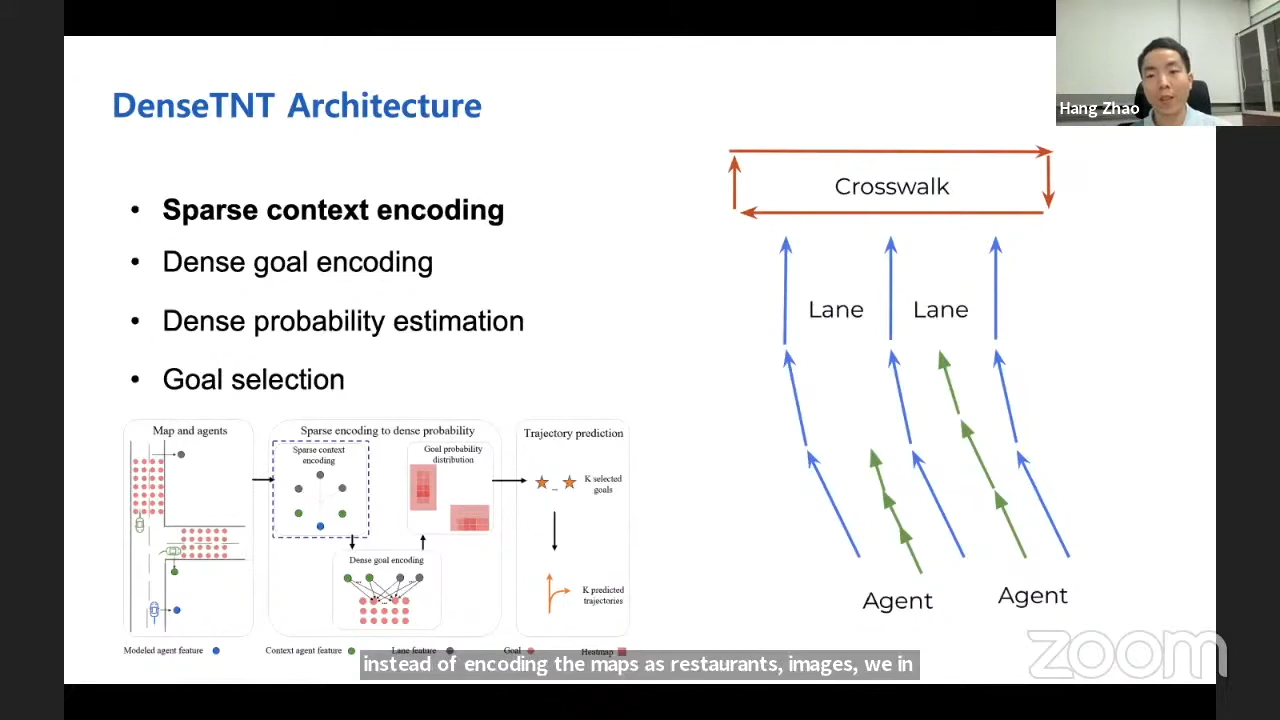 DenseTNT Architecture
Hang Zhao
• Sparse context encoding
• Dense goal encoding
• Dense probability estimation
• Goal selection
Crosswalk
Lane
Lane
Agent
Agent
Map and agents
Sparse encoding to dense probability
Trajectory prediction
Sparse context
encoding
Goal probability
distribution
K selected
goals
Dense goal encoding
K predicted
trajectories
Modeled agent feature
Context agent feature
Lane feature
Goal
Heatmap
instead of encoding the maps as restaurants, images, we in
zoom